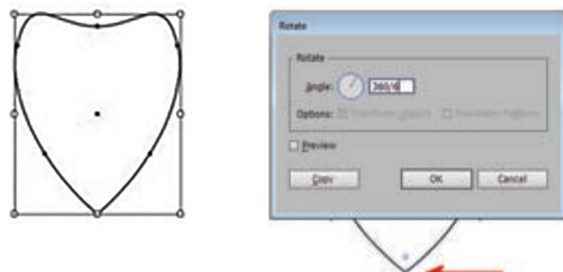 Rotate
Rotate
Angle: 360/6
Options: Transform Objects Transform Patterns
Preview
Copy OK Cancel